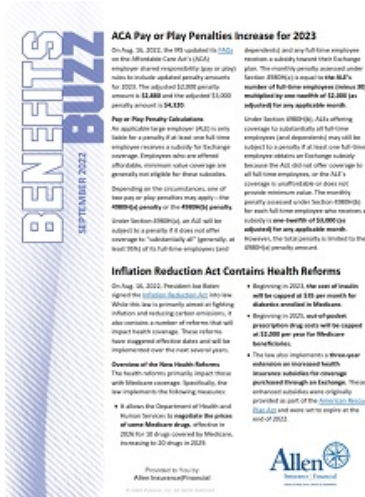 BENEFITS
BUZZ
SEPTEMBER 2022
ACA Pay or Play Penalties Increase for 2023
On Aug. 16, 2022, the IRS updated its FAQs
on the Affordable Care Act's (ACA)
employer shared responsibility (pay or play)
rules to include updated penalty amounts
for 2023. The adjusted $2,000 penalty
amount is $2,880 and the adjusted $3,000
penalty amount is $4,320.
Pay or Play Penalty Calculations
An applicable large employer (ALE) is only
liable for a penalty if at least one full-time
employee receives a subsidy for Exchange
coverage. Employees who are offered
affordable, minimum value coverage are
generally not eligible for these subsidies.
Depending on the circumstances, one of
two pay or play penalties may apply—the
4980H(a) penalty or the 4980H(b) penalty.
Under Section 4980H(a), an ALE will be
subject to a penalty if it does not offer
coverage to "substantially all" (generally, at
least 95%) of its full-time employees (and
dependents) and any full-time employee
receives a subsidy toward their Exchange
plan. The monthly penalty assessed under
Section 4980H(a) is equal to the ALE's
number of full-time employees (minus 30)
multiplied by one-twelfth of $2,000 (as
adjusted) for any applicable month.
Under Section 4980H(b), ALEs offering
coverage to substantially all full-time
employees (and dependents) may still be
subject to a penalty if at least one full-time
employee obtains an Exchange subsidy
because the ALE did not offer coverage to
all full-time employees, or the ALE's
coverage is unaffordable or does not
provide minimum value. The monthly
penalty assessed under Section 4980H(b)
for each full-time employee who receives a
subsidy is one-twelfth of $3,000 (as
adjusted) for any applicable month.
However, the total penalty is limited to the
4980H(a) penalty amount.
Inflation Reduction Act Contains Health Reforms
On Aug. 16, 2022, President Joe Biden
signed the Inflation Reduction Act into law.
While this law is primarily aimed at fighting
inflation and reducing carbon emissions, it
also contains a number of reforms that will
impact health coverage. These reforms
have staggered effective dates and will be
implemented over the next several years.
Overview of the New Health Reforms
The health reforms primarily impact those
with Medicare coverage. Specifically, the
law implements the following measures:
• It allows the Department of Health and
Human Services to negotiate the prices
of some Medicare drugs, effective in
2026 for 10 drugs covered by Medicare,
increasing to 20 drugs in 2029.
• Beginning in 2023, the cost of insulin
will be capped at $35 per month for
diabetics enrolled in Medicare.
• Beginning in 2025, out-of-pocket
prescription drug costs will be capped
at $2,000 per year for Medicare
beneficiaries.
• The law also implements a three-year
extension on increased health
insurance subsidies for coverage
purchased through an Exchange. These
enhanced subsidies were originally
provided as part of the American Rescue
Plan Act and were set to expire at the
end of 2022.
Provided to You by
Allen Insurance|Financial
Allen
Insurance | Financial